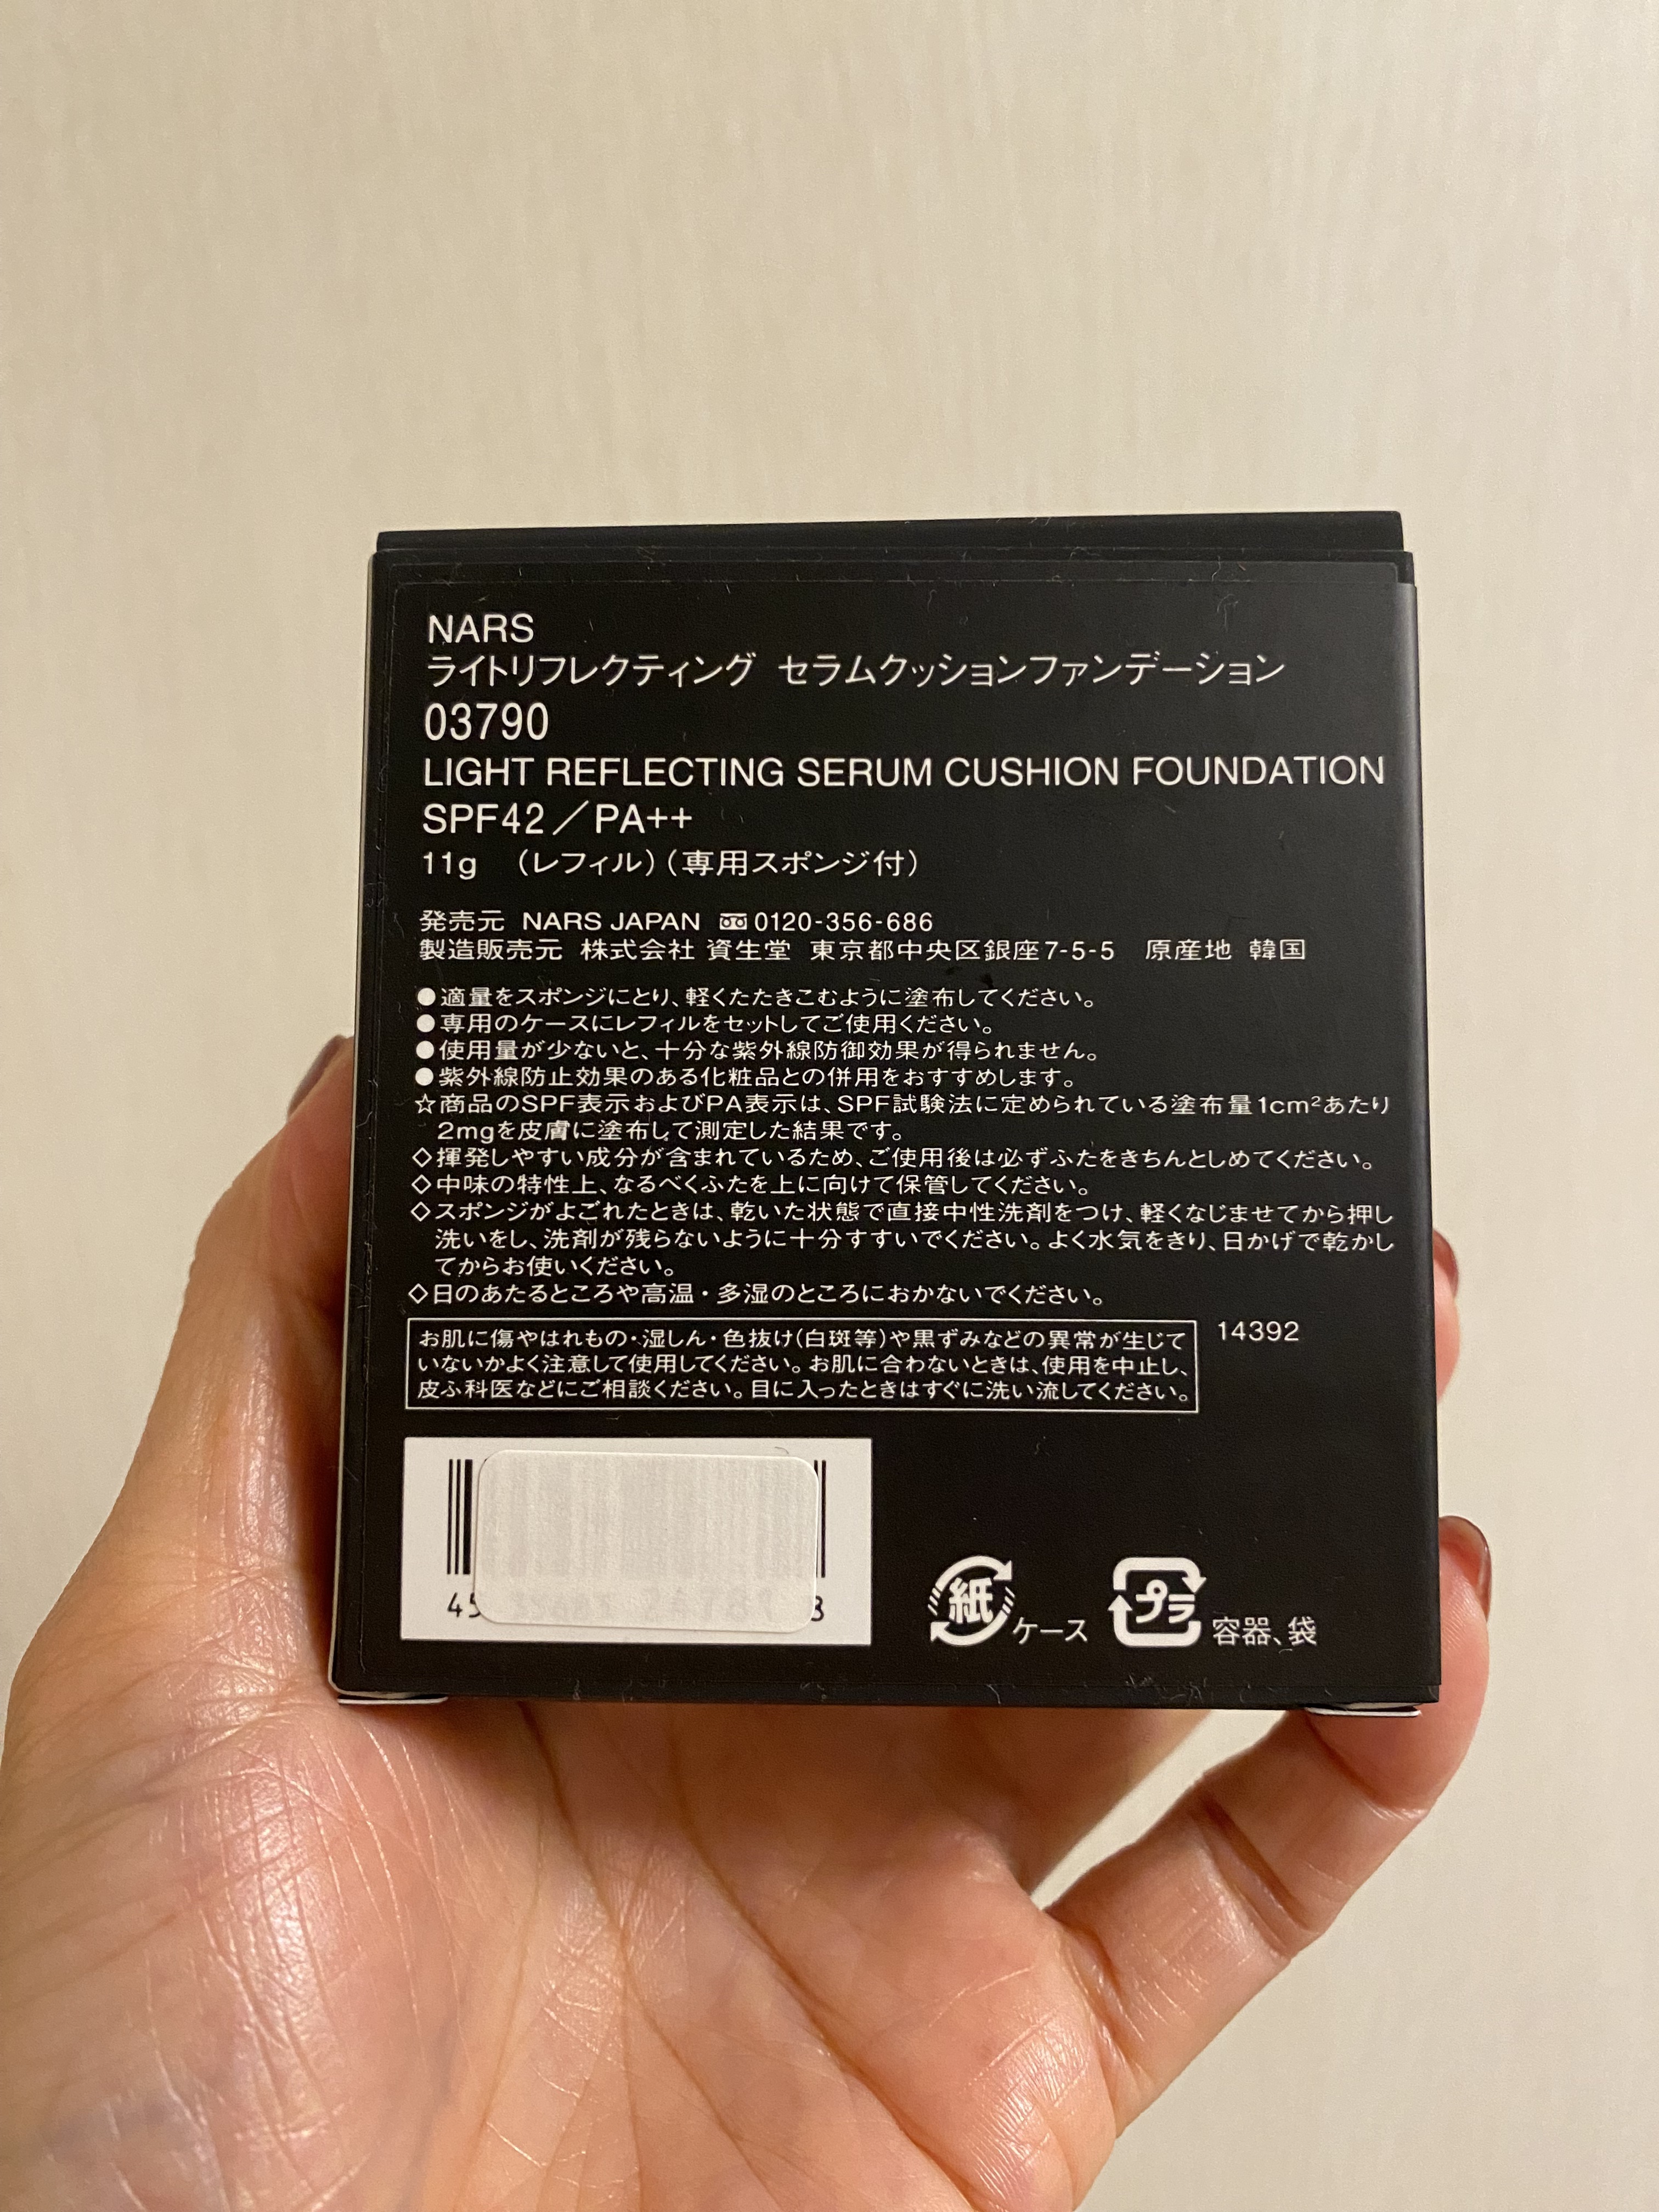 NARS
ライトリフレクティング セラムクッションファンデーション
03790
LIGHT REFLECTING SERUM CUSHION FOUNDATION
SPF42／PA++
11g （レフィル）（専用スポンジ付）
発売元 NARS JAPAN 0120-356-686
製造販売元 株式会社 資生堂 東京都中央区銀座7-5-5 原産地 韓国
●適量をスポンジにとり、軽くたたきこむように塗布してください。
●専用のケースにレフィルをセットしてご使用ください。
●使用量が少ないと、十分な紫外線防御効果が得られません。
●紫外線防止効果のある化粧品との併用をおすすめします。
☆商品のSPF表示およびPA表示は、SPF試験法に定められている塗布量1cm²あたり
2mgを皮膚に塗布して測定した結果です。
◇揮発しやすい成分が含まれているため、ご使用後は必ずふたをきちんとしめてください。
◇中味の特性上、なるべくふたを上に向けて保管してください。
◇スポンジがよごれたときは、乾いた状態で直接中性洗剤をつけ、軽くなじませてから押し
洗いをし、洗剤が残らないように十分すすいでください。よく水気をきり、日かげで乾かし
てからお使いください。
◇日のあたるところや高温・多湿のところにおかないでください。
お肌に傷やはれもの・湿しん・色抜け(白斑等)や黒ずみなどの異常が生じて
いないかよく注意して使用してください。お肌に合わないときは、使用を中止し、
皮ふ科医などにご相談ください。目に入ったときはすぐに洗い流してください。
14392
45 8
紙 ケース プラ 容器、袋